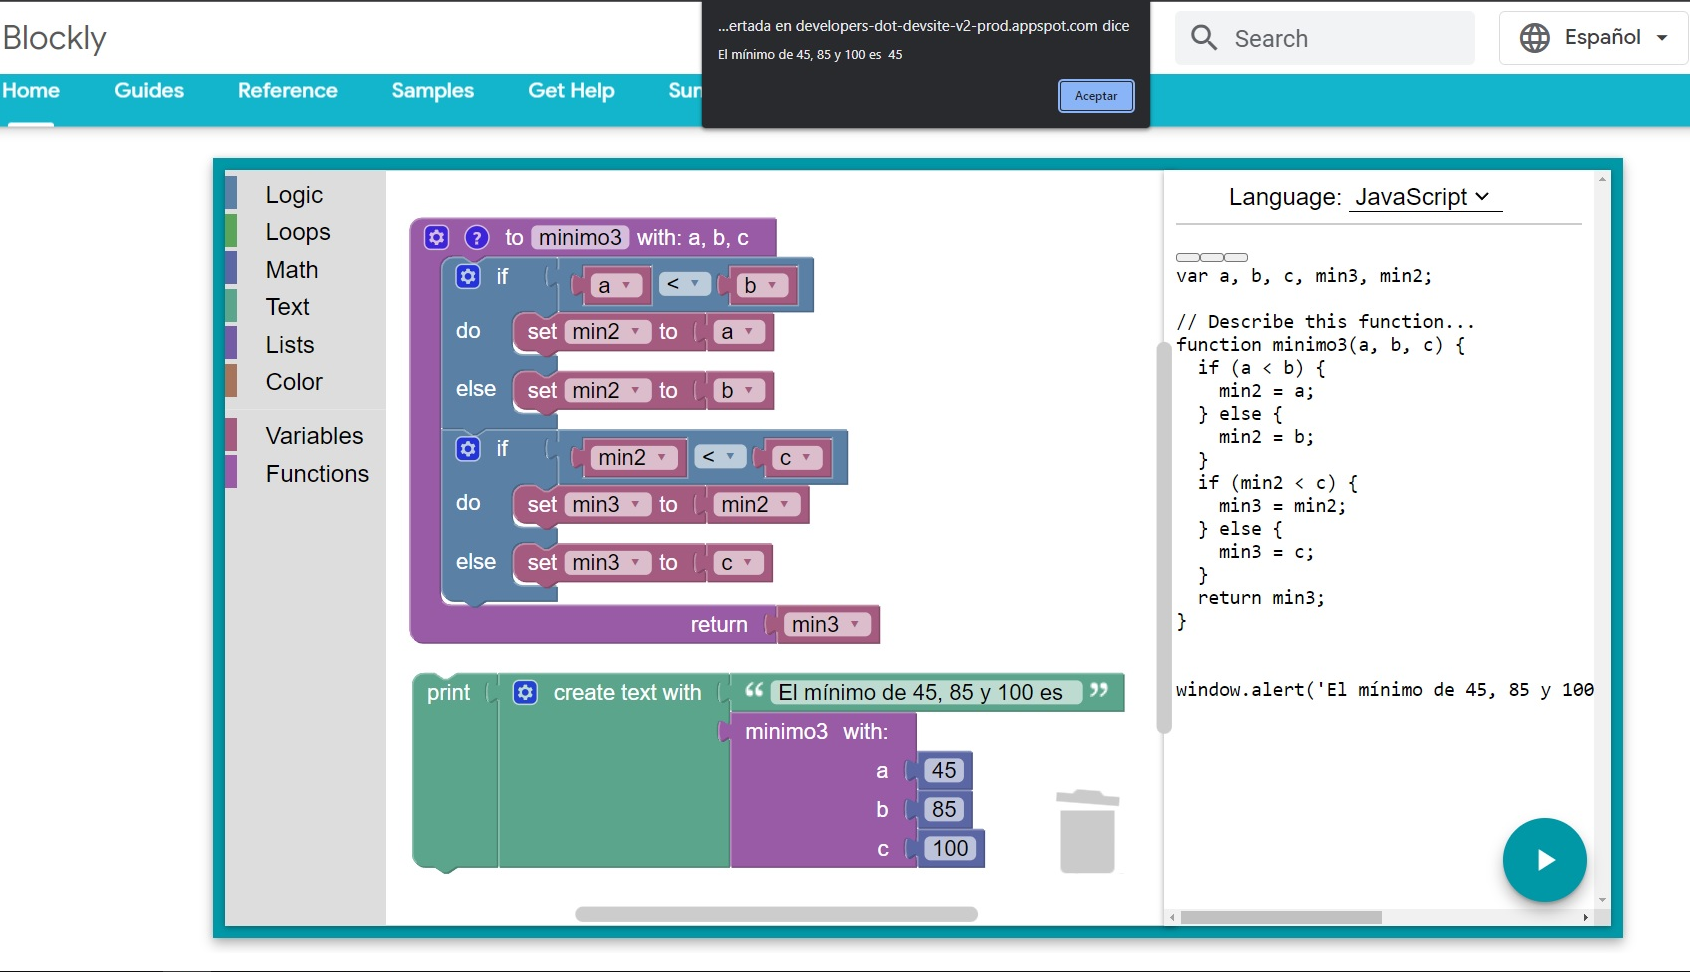 Blockly
...ertada en developers-dot-devsite-v2-prod.appspot.com dice
El mínimo de 45, 85 y 100 es  45
Aceptar
Search
Español
Home Guides Reference Samples Get Help
Logic
Loops
Math
Text
Lists
Color
Variables
Functions
? to minimo3 with: a, b, c
if a < b
do set min2 to a
else set min2 to b
if min2 < c
do set min3 to min2
else set min3 to c
return min3
print create text with “ El mínimo de 45, 85 y 100 es ”
minimo3 with:
a 45
b 85
c 100
Language: JavaScript
var a, b, c, min3, min2;
// Describe this function...
function minimo3(a, b, c) {
  if (a < b) {
    min2 = a;
  } else {
    min2 = b;
  }
  if (min2 < c) {
    min3 = min2;
  } else {
    min3 = c;
  }
  return min3;
}
window.alert('El mínimo de 45, 85 y 100